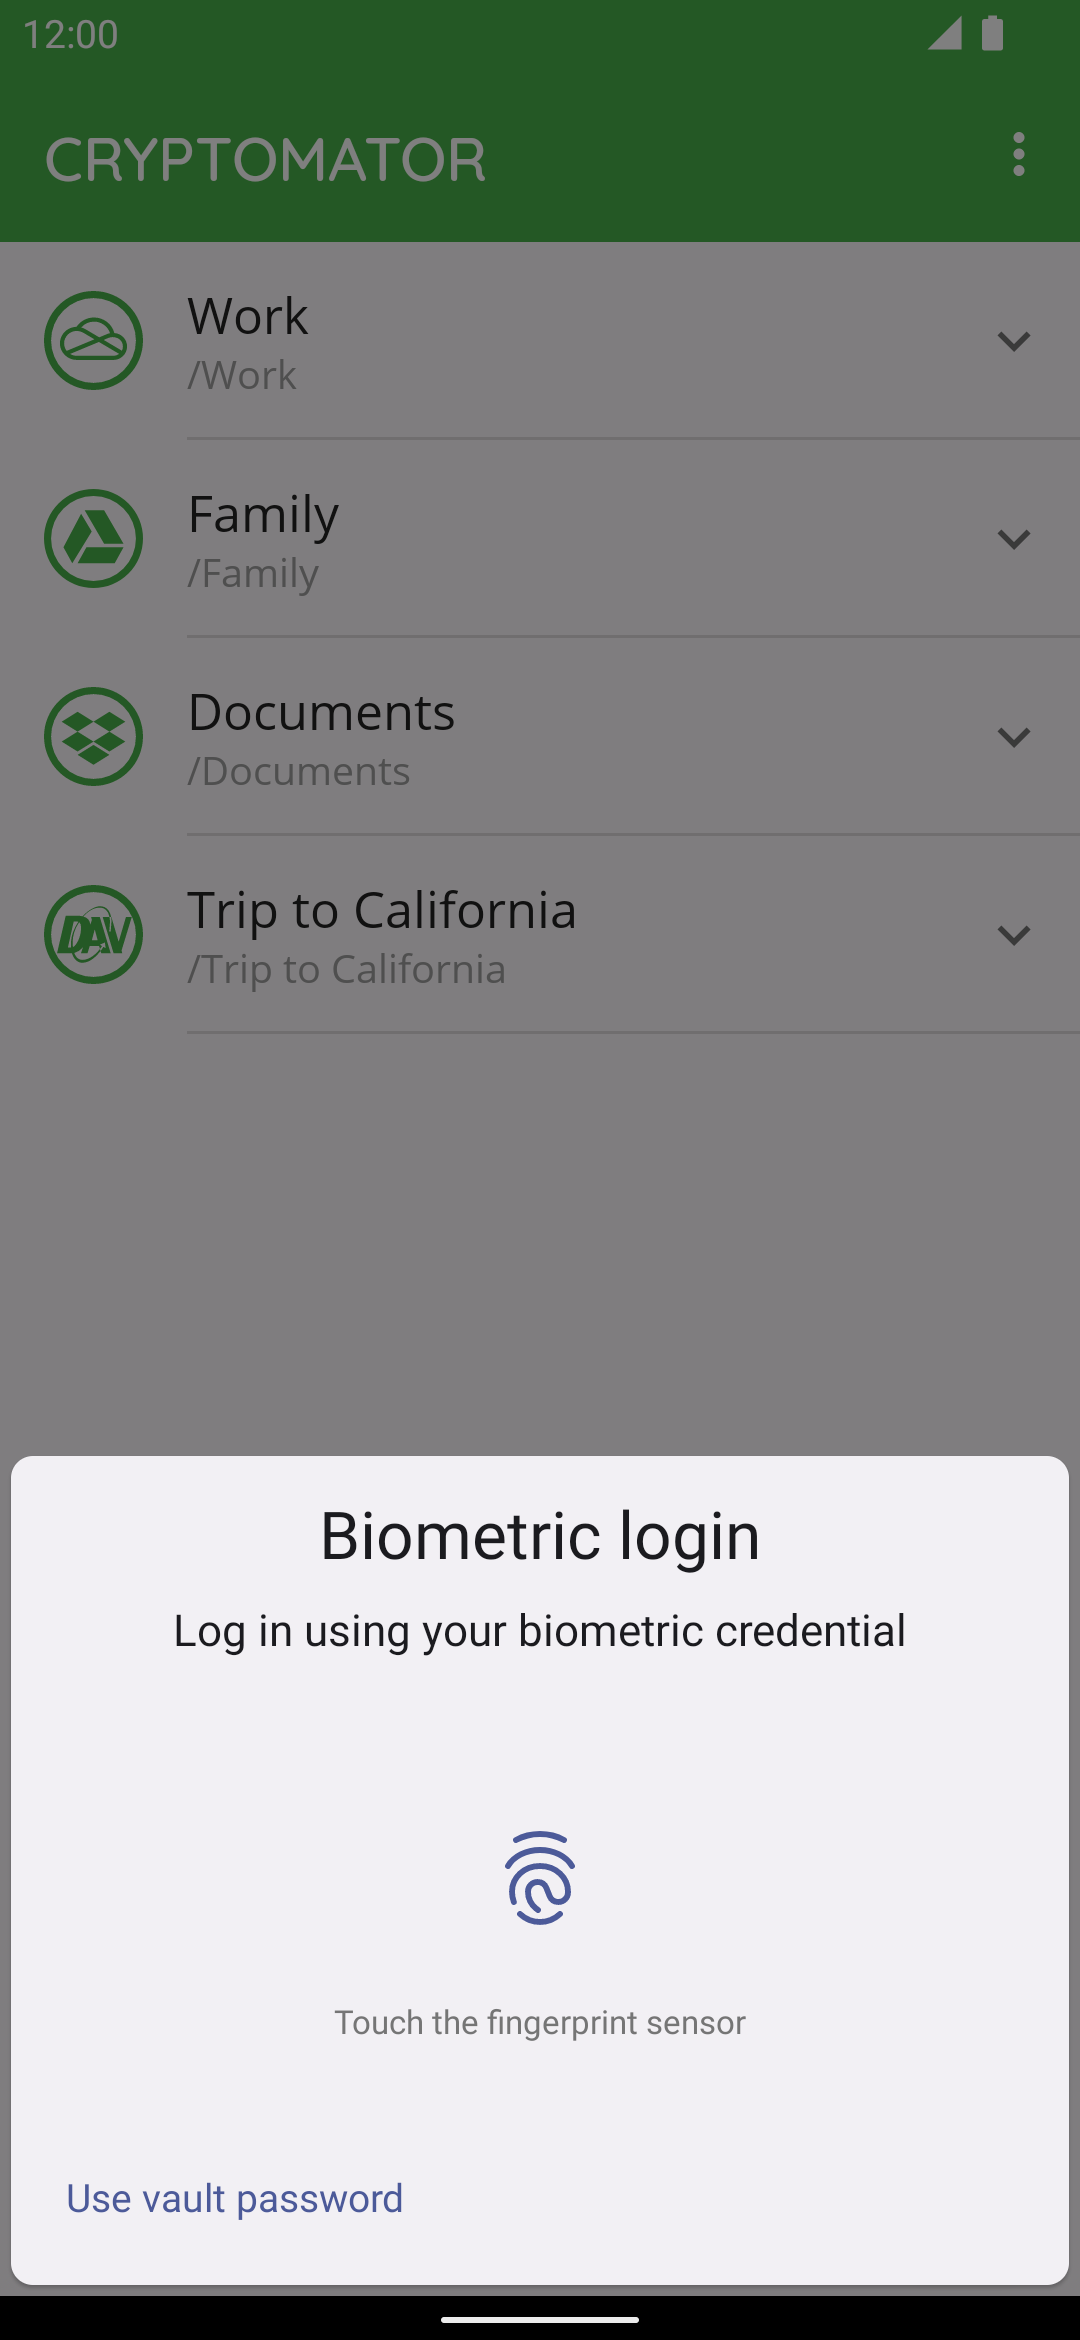 12:00
CRYPTOMATOR
Work
/Work
Family
/Family
Documents
/Documents
DAV
Trip to California
/Trip to California
Biometric login
Log in using your biometric credential
Touch the fingerprint sensor
Use vault password